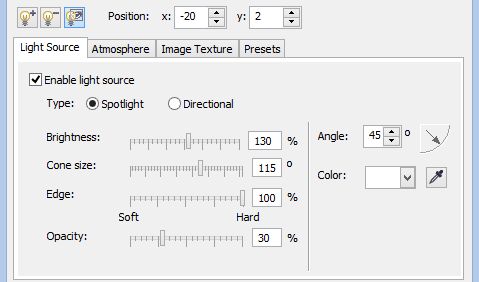 Position: x: -20 y: 2
Light Source Atmosphere Image Texture Presets
Enable light source
Type: Spotlight Directional
Brightness: 130 % Angle: 45 °
Cone size: 115 °
Color:
Edge: 100 %
Soft Hard
Opacity: 30 %